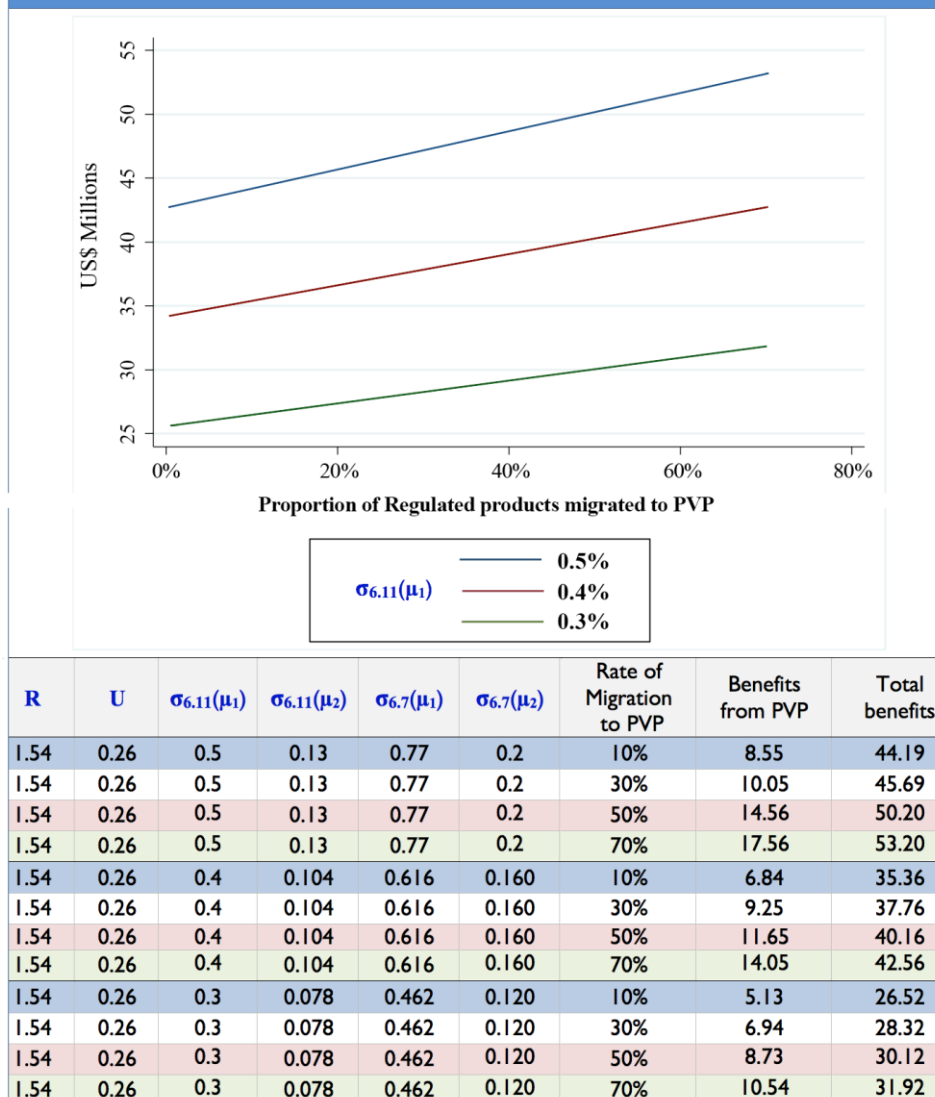 55
50
45
40
35
30
25
US$ Millions
0% 20% 40% 60% 80%
Proportion of Regulated products migrated to PVP
σ6.11(μ1)
0.5%
0.4%
0.3%
R U σ6.11(μ1) σ6.11(μ2) σ6.7(μ1) σ6.7(μ2) Rate of Migration to PVP Benefits from PVP Total benefits
1.54 0.26 0.5 0.13 0.77 0.2 10% 8.55 44.19
1.54 0.26 0.5 0.13 0.77 0.2 30% 10.05 45.69
1.54 0.26 0.5 0.13 0.77 0.2 50% 14.56 50.20
1.54 0.26 0.5 0.13 0.77 0.2 70% 17.56 53.20
1.54 0.26 0.4 0.104 0.616 0.160 10% 6.84 35.36
1.54 0.26 0.4 0.104 0.616 0.160 30% 9.25 37.76
1.54 0.26 0.4 0.104 0.616 0.160 50% 11.65 40.16
1.54 0.26 0.4 0.104 0.616 0.160 70% 14.05 42.56
1.54 0.26 0.3 0.078 0.462 0.120 10% 5.13 26.52
1.54 0.26 0.3 0.078 0.462 0.120 30% 6.94 28.32
1.54 0.26 0.3 0.078 0.462 0.120 50% 8.73 30.12
1.54 0.26 0.3 0.078 0.462 0.120 70% 10.54 31.92